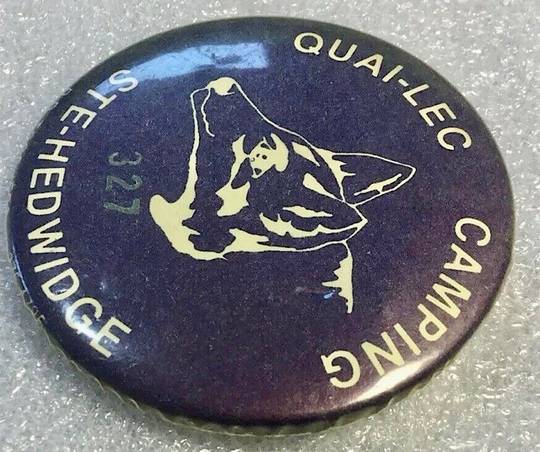 STE-HEDWIDGE
QUAI-LEC
CAMPING
327